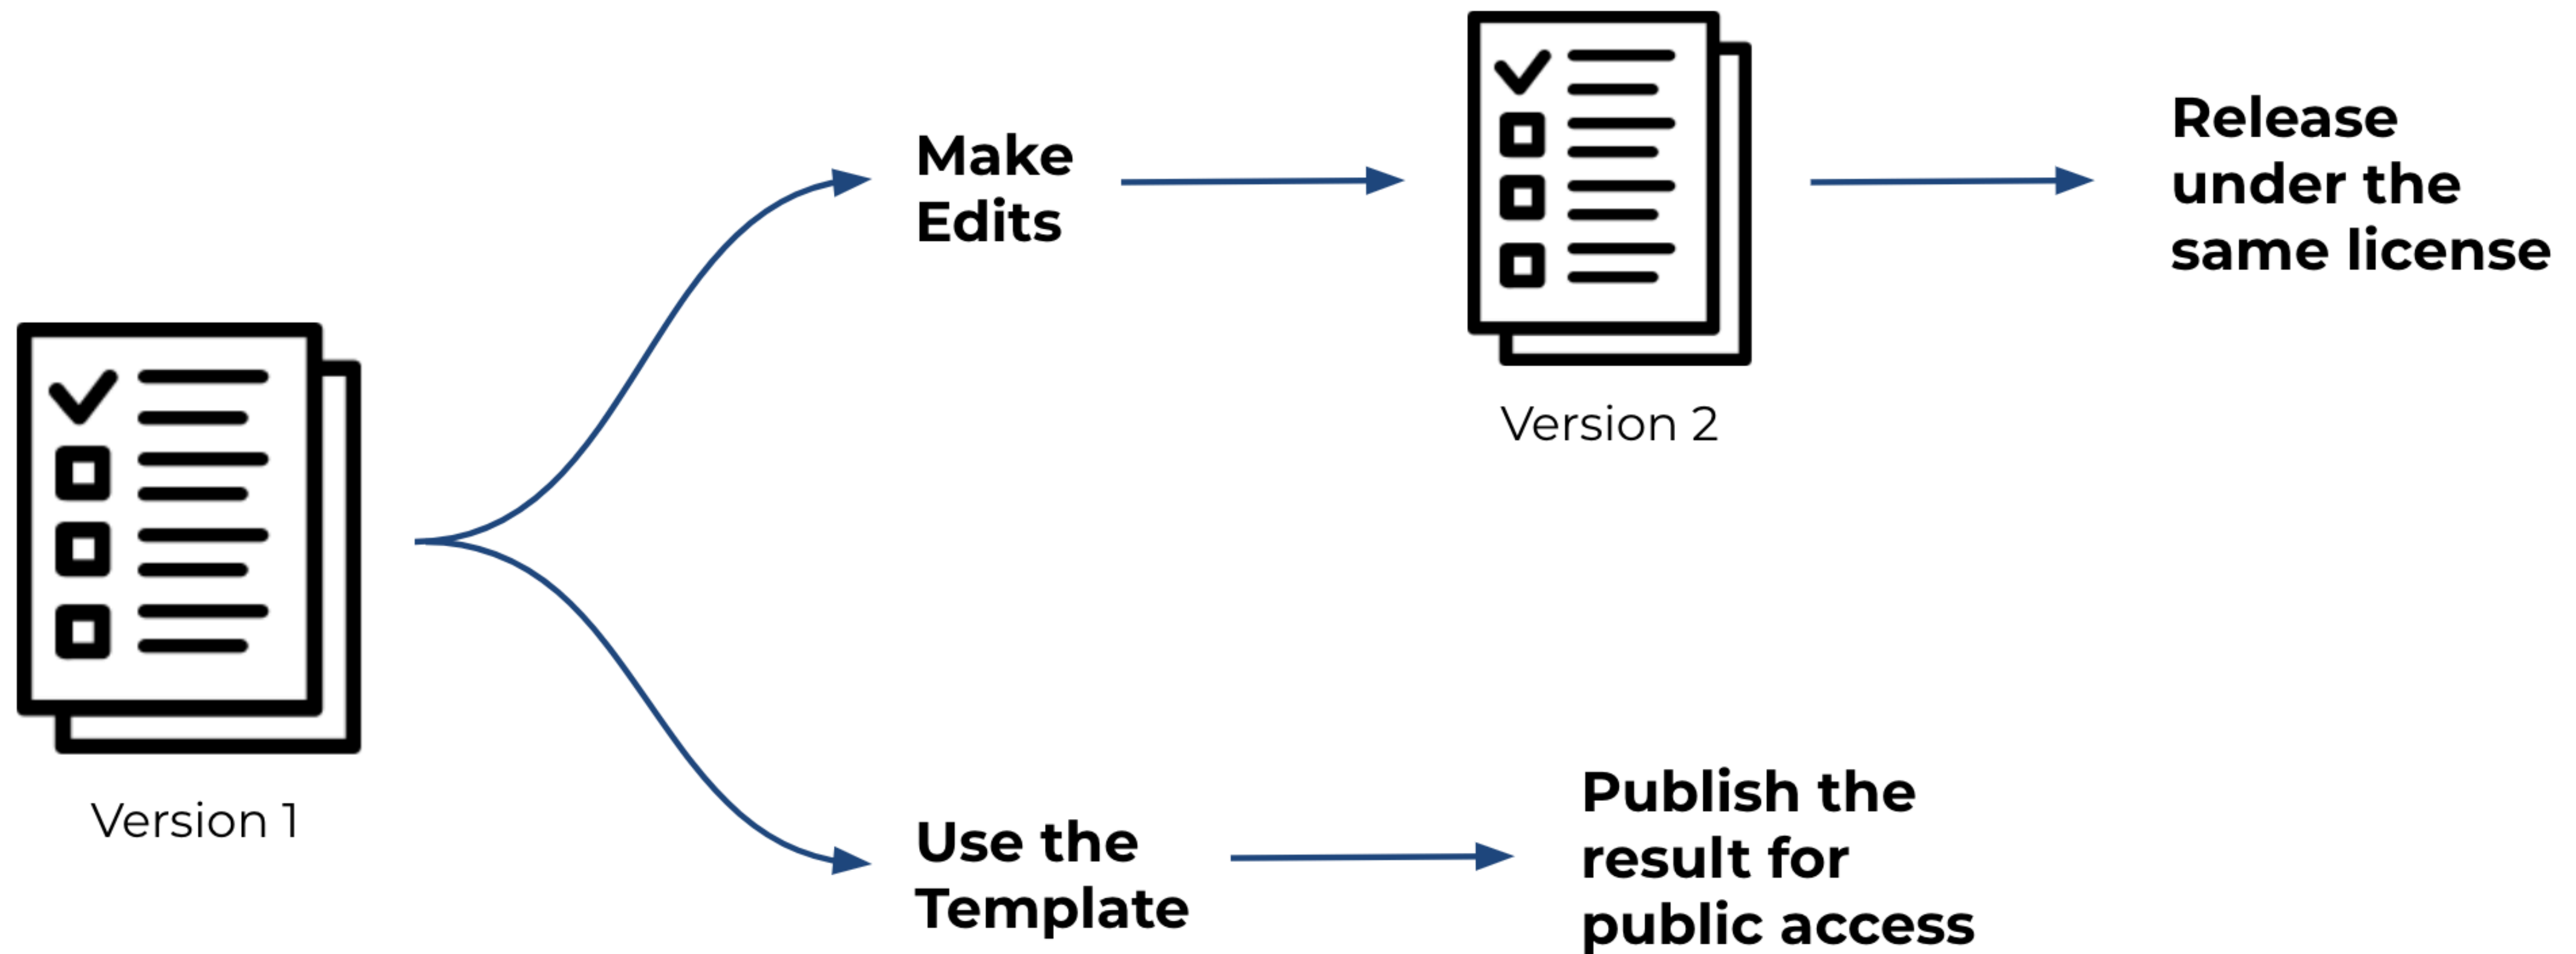 Make
Edits
Release
under the
same license
Version 2
Version 1
Use the
Template
Publish the
result for
public access